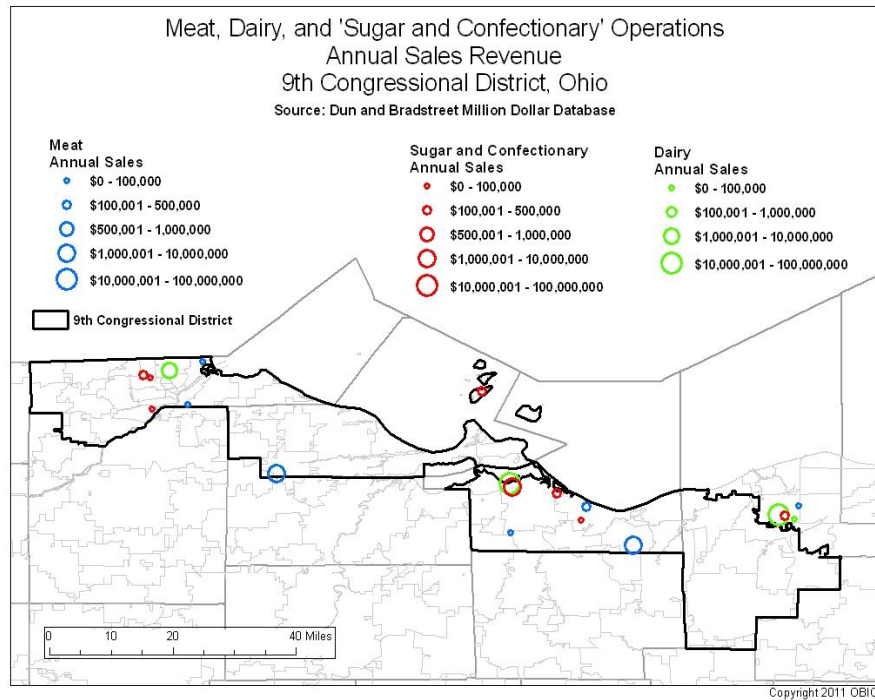 Meat, Dairy, and 'Sugar and Confectionary' Operations
Annual Sales Revenue
9th Congressional District, Ohio
Source: Dun and Bradstreet Million Dollar Database
Meat
Annual Sales
$0 - 100,000
$100,001 - 500,000
$500,001 - 1,000,000
$1,000,001 - 10,000,000
$10,000,001 - 100,000,000
9th Congressional District
Sugar and Confectionary
Annual Sales
$0 - 100,000
$100,001 - 500,000
$500,001 - 1,000,000
$1,000,001 - 10,000,000
$10,000,001 - 100,000,000
Dairy
Annual Sales
$0 - 100,000
$100,001 - 1,000,000
$1,000,001 - 10,000,000
$10,000,001 - 100,000,000
0 10 20 40 Miles
Copyright 2011 OBIC